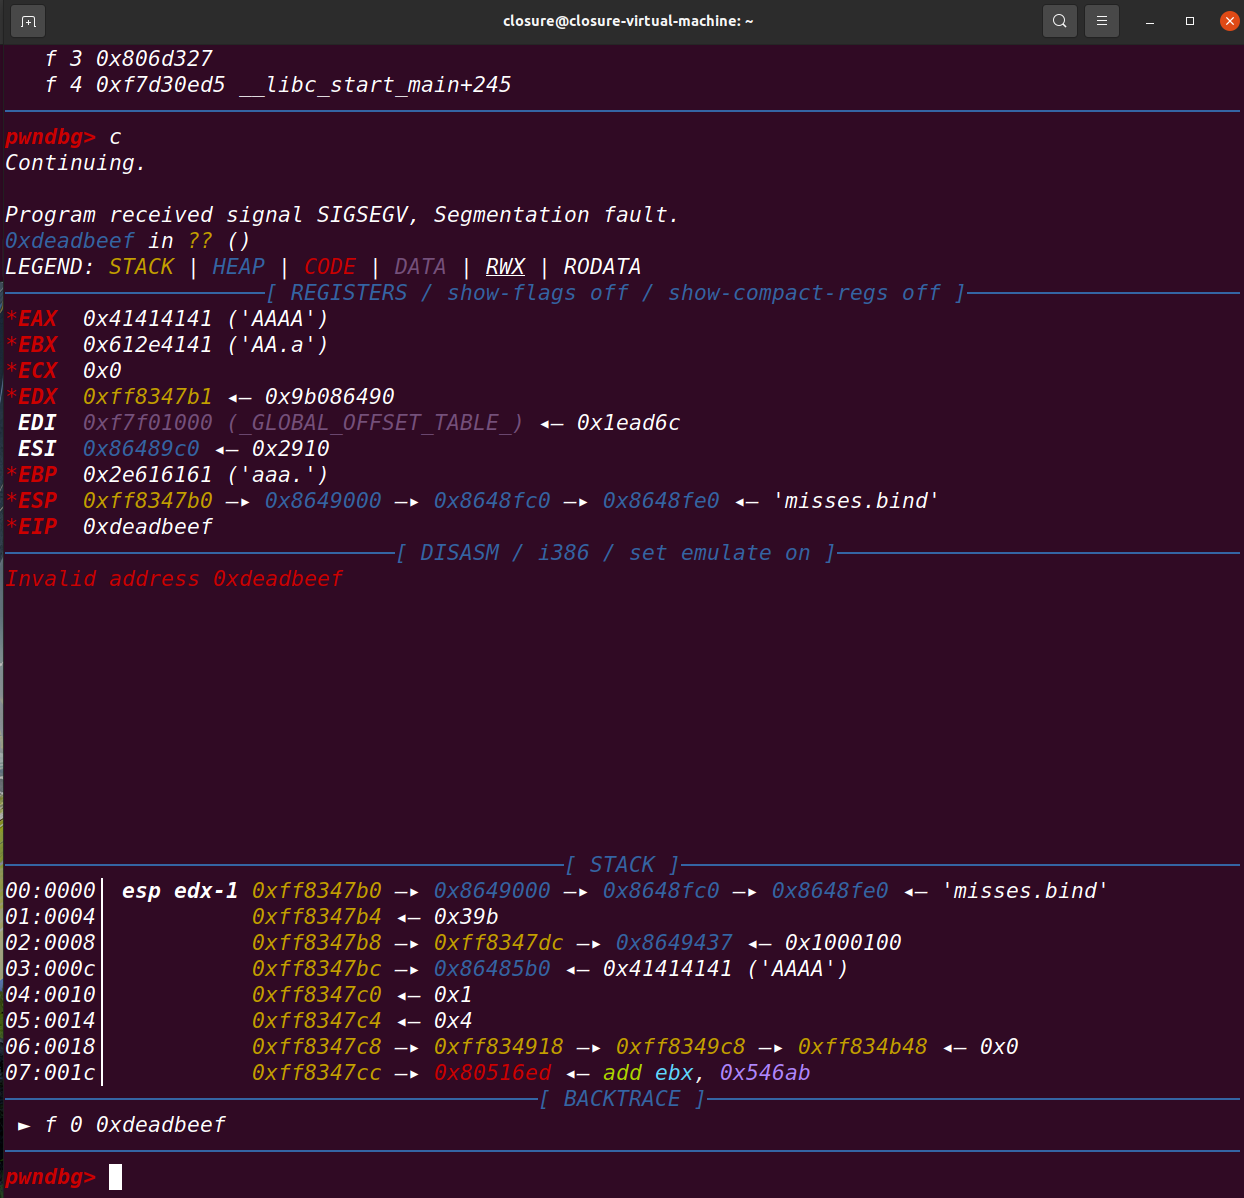 closure@closure-virtual-machine: ~
f 3 0x806d327
f 4 0xf7d30ed5 __libc_start_main+245
pwndbg> c
Continuing.
Program received signal SIGSEGV, Segmentation fault.
0xdeadbeef in ?? ()
LEGEND: STACK | HEAP | CODE | DATA | RWX | RODATA
[ REGISTERS / show-flags off / show-compact-regs off ]
*EAX  0x41414141 ('AAAA')
*EBX  0x612e4141 ('AA.a')
*ECX  0x0
*EDX  0xff8347b1 ◂— 0x9b086490
EDI  0xf7f01000 (_GLOBAL_OFFSET_TABLE_) ◂— 0x1ead6c
ESI  0x86489c0 ◂— 0x2910
*EBP  0x2e616161 ('aaa.')
*ESP  0xff8347b0 —▸ 0x8649000 —▸ 0x8648fc0 —▸ 0x8648fe0 ◂— 'misses.bind'
*EIP  0xdeadbeef
[ DISASM / i386 / set emulate on ]
Invalid address 0xdeadbeef
[ STACK ]
00:0000│ esp edx-1 0xff8347b0 —▸ 0x8649000 —▸ 0x8648fc0 —▸ 0x8648fe0 ◂— 'misses.bind'
01:0004│ 0xff8347b4 ◂— 0x39b
02:0008│ 0xff8347b8 —▸ 0xff8347dc —▸ 0x8649437 ◂— 0x1000100
03:000c│ 0xff8347bc —▸ 0x86485b0 ◂— 0x41414141 ('AAAA')
04:0010│ 0xff8347c0 ◂— 0x1
05:0014│ 0xff8347c4 ◂— 0x4
06:0018│ 0xff8347c8 —▸ 0xff834918 —▸ 0xff8349c8 —▸ 0xff834b48 ◂— 0x0
07:001c│ 0xff8347cc —▸ 0x80516ed ◂— add ebx, 0x546ab
[ BACKTRACE ]
► f 0 0xdeadbeef
pwndbg>